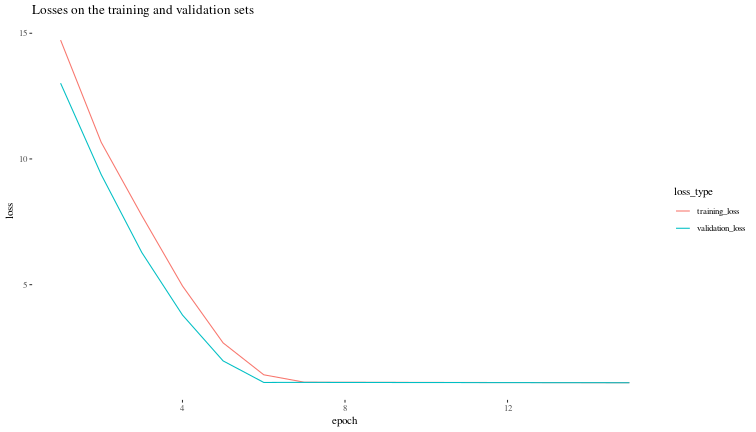 Losses on the training and validation sets
15
10
5
loss
4
8
12
epoch
loss_type
training_loss
validation_loss